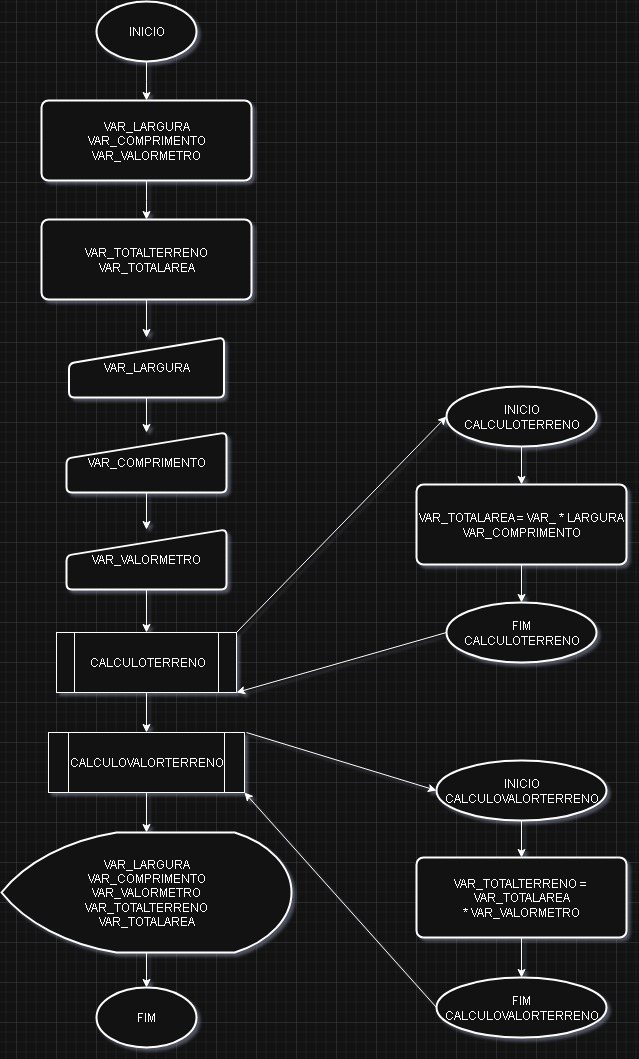 INICIO
VAR_LARGURA
VAR_COMPRIMENTO
VAR_VALORMETRO
VAR_TOTALTERRENO
VAR_TOTALAREA
VAR_LARGURA
VAR_COMPRIMENTO
VAR_VALORMETRO
CALCULOTERRENO
CALCULOVALORTERRENO
VAR_LARGURA
VAR_COMPRIMENTO
VAR_VALORMETRO
VAR_TOTALTERRENO
VAR_TOTALAREA
FIM
INICIO
CALCULOTERRENO
VAR_TOTALAREA = VAR_ * LARGURA
VAR_COMPRIMENTO
FIM
CALCULOTERRENO
INICIO
CALCULOVALORTERRENO
VAR_TOTALTERRENO =
VAR_TOTALAREA
* VAR_VALORMETRO
FIM
CALCULOVALORTERRENO